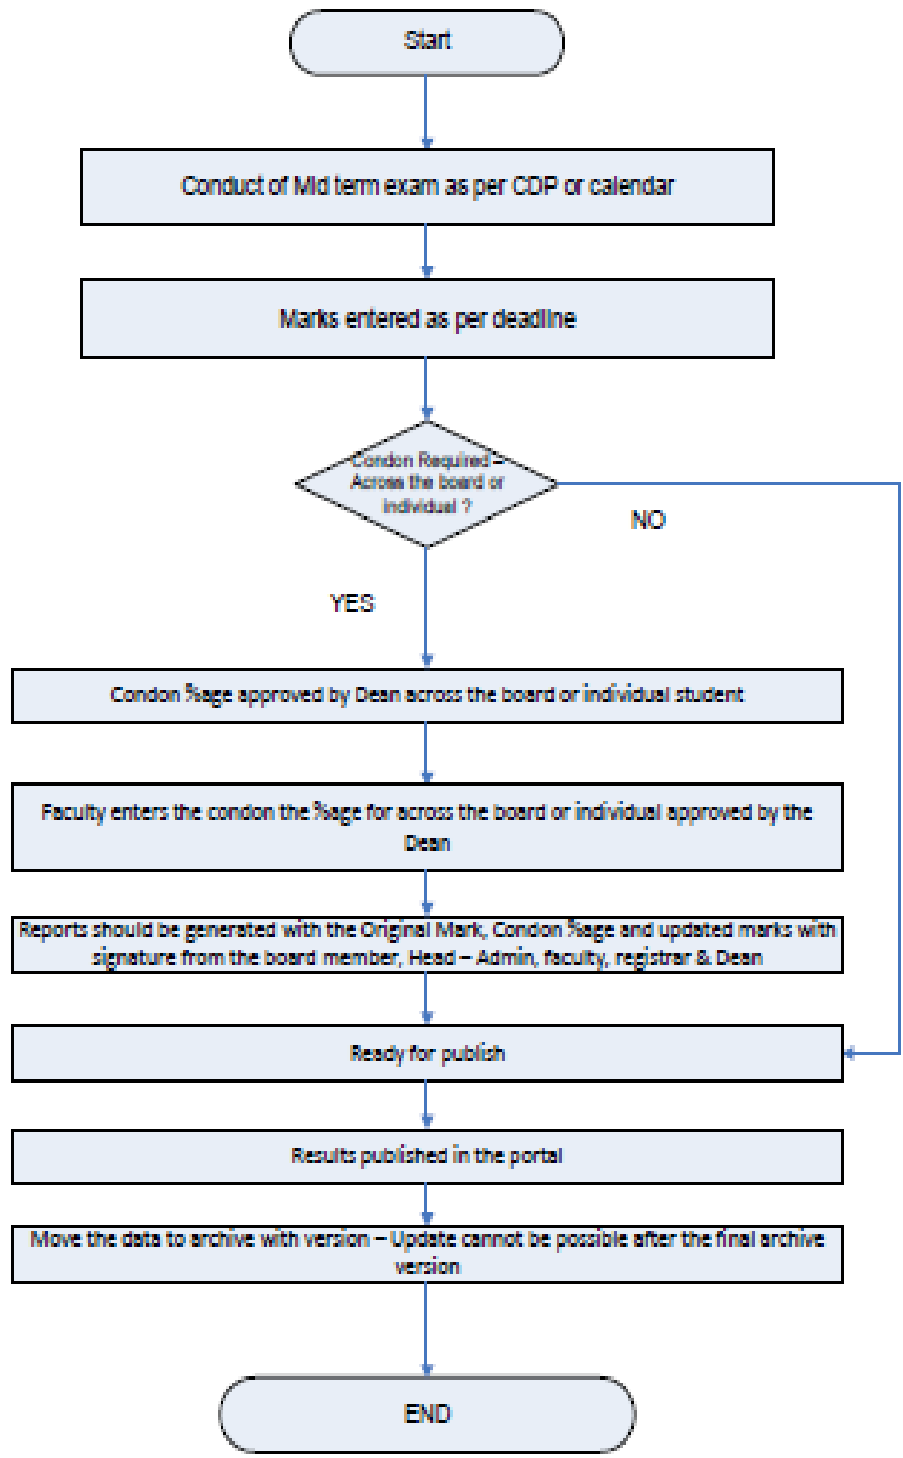 Start
Conduct of Mid term exam as per CDP or calendar
Marks entered as per deadline
Condon Required –
Across the board or
individual ?
NO
YES
Condon %age approved by Dean across the board or individual student
Faculty enters the condon the %age for across the board or individual approved by the
Dean
Reports should be generated with the Original Mark, Condon %age and updated marks with
signature from the board member, Head – Admin, faculty, registrar & Dean
Ready for publish
Results published in the portal
Move the data to archive with version – Update cannot be possible after the final archive
version
END